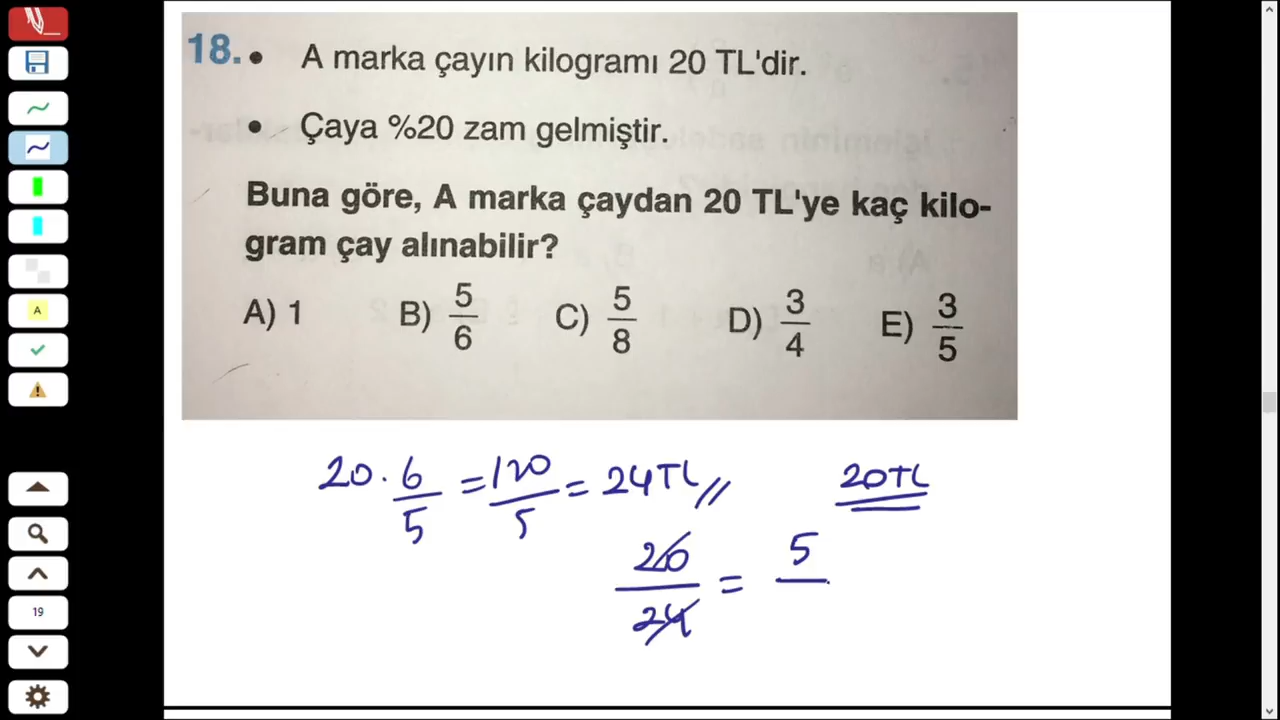 18. • A marka çayın kilogramı 20 TL'dir.
• Çaya %20 zam gelmiştir.
Buna göre, A marka çaydan 20 TL'ye kaç kilo-
gram çay alınabilir?
A) 1 B) 5/6 C) 5/8 D) 3/4 E) 3/5
20 · 6/5 = 120/5 = 24TL // 20TL
20/24 = 5/
A
19